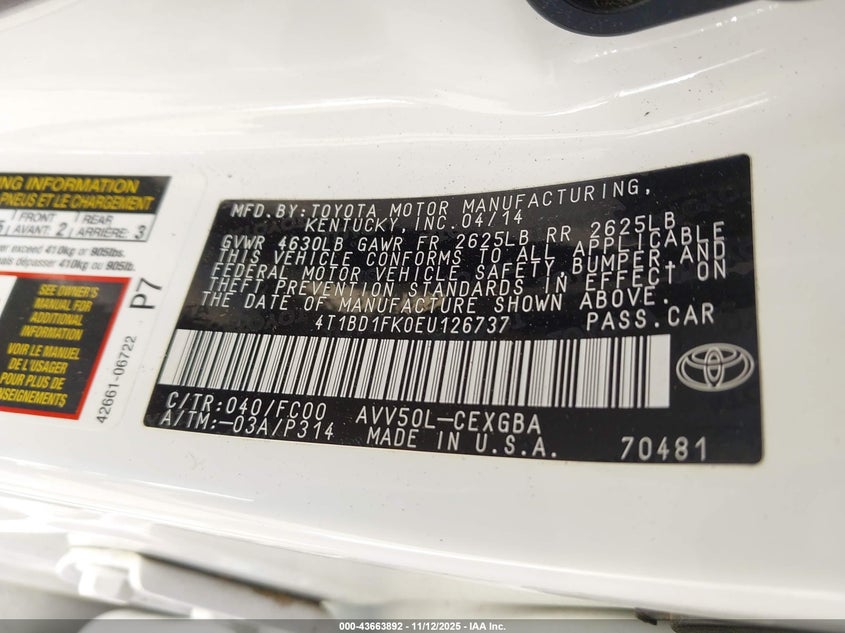 NG INFORMATION
PNEUS ET LE CHARGEMENT
FRONT
AVANT: 2
REAR
ARRIÈRE: 3
ver exceed 410kg or 905lbs.
ais dépasser 410kg ou 905lb.
SEE OWNER'S
MANUAL FOR
ADDITIONAL
INFORMATION
VOIR LE MANUEL
DE L'USAGER
POUR PLUS DE
ENSEIGNEMENTS
P7
42661-06722
MFD.BY:TOYOTA MOTOR MANUFACTURING,
KENTUCKY, INC. 04/14
GVWR 4630LB GAWR FR 2625LB RR 2625LB
THIS VEHICLE CONFORMS TO ALL APPLICABLE
FEDERAL MOTOR VEHICLE SAFETY,BUMPER,AND
THEFT PREVENTION STANDARDS IN EFFECT ON
THE DATE OF MANUFACTURE SHOWN ABOVE.
4T1BD1FK0EU126737 PASS.CAR
C/TR:040/FC00 AVV50L-CEXGBA
A/TM:-03A/P314 MADE IN U.S.A. 70481
000-43663892 - 11/12/2025 - IAA Inc.